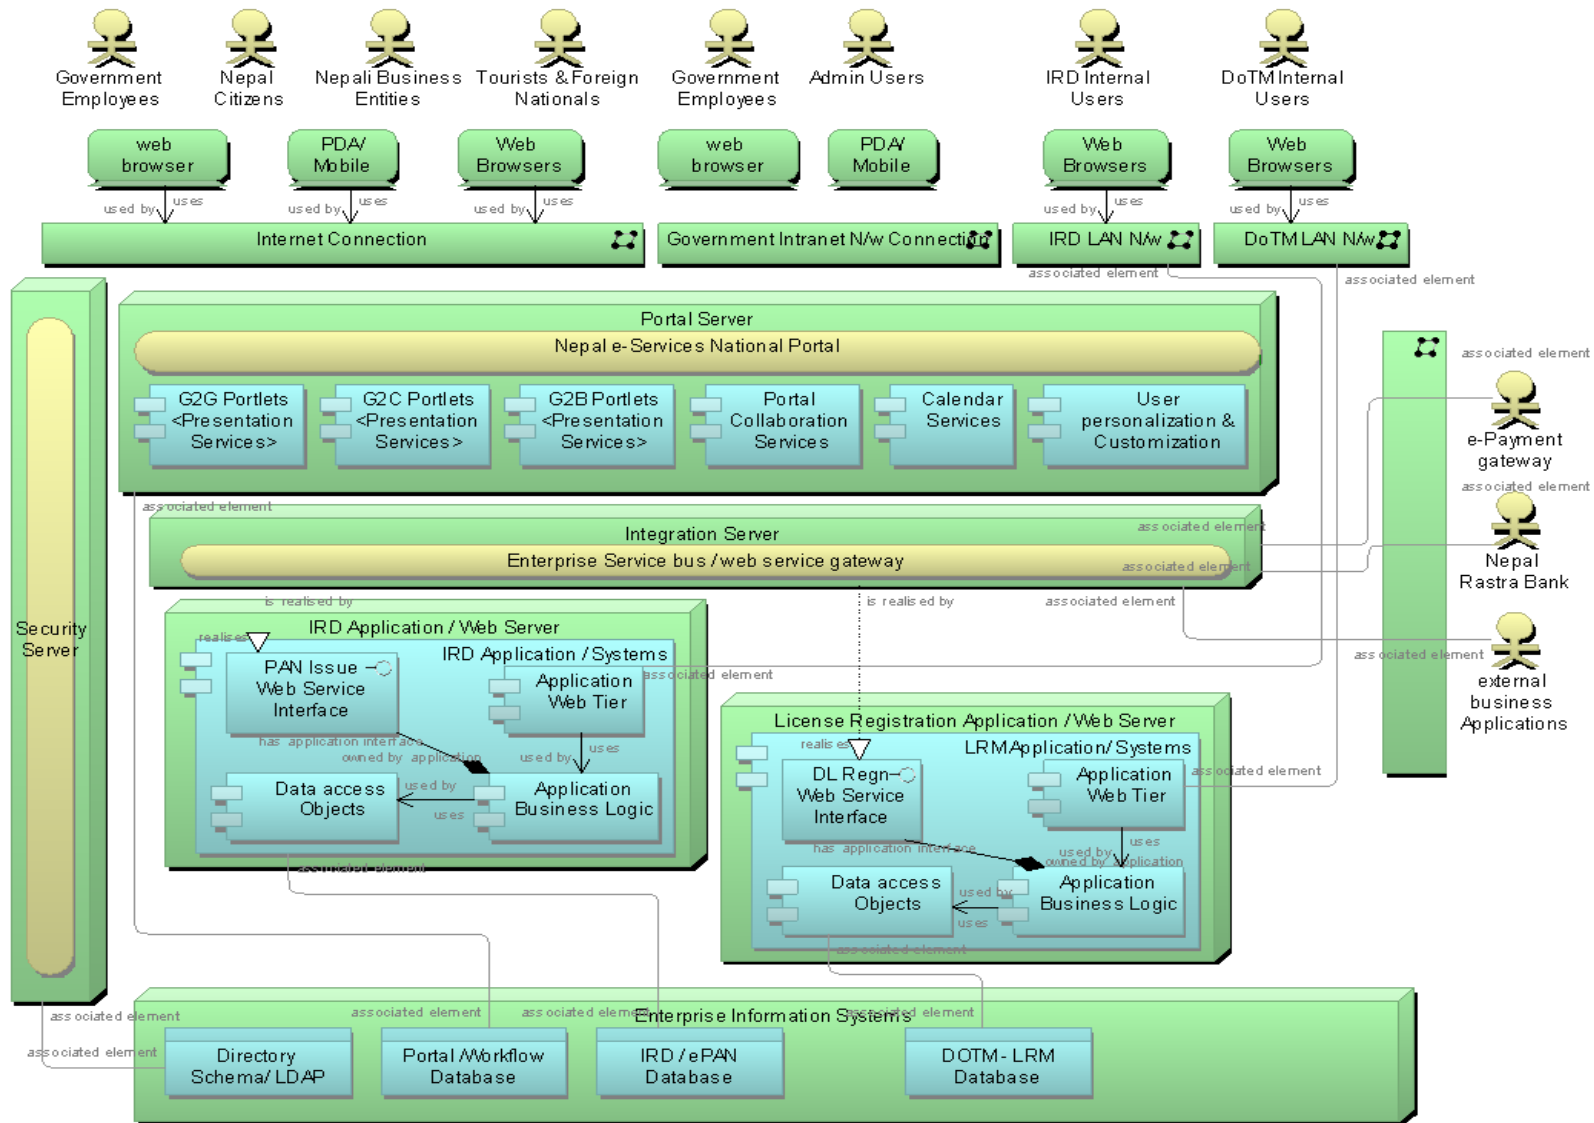 Government
Employees
Nepal
Citizens
Nepali Business
Entities
Tourists & Foreign
Nationals
Government
Employees
Admin Users
IRD Internal
Users
DoTM Internal
Users
web
browser
PDA/
Mobile
Web
Browsers
web
browser
PDA/
Mobile
Web
Browsers
Web
Browsers
used by
uses
used by
uses
used by
uses
used by
uses
used by
uses
Internet Connection
Government Intranet N/w Connection
IRD LAN N/w
DoTM LAN N/w
associated element
associated element
Portal Server
Nepal e-Services National Portal
G2G Portlets
<Presentation
Services>
G2C Portlets
<Presentation
Services>
G2B Portlets
<Presentation
Services>
Portal
Collaboration
Services
Calendar
Services
User
personalization &
Customization
associated element
e-Payment
gateway
associated element
Nepal
Rastra Bank
associated element
external
business
Applications
associated element
Integration Server
associated element
Enterprise Service bus / web service gateway
associated element
is realised by
is realised by
associated element
Security
Server
IRD Application / Web Server
realises
IRD Application / Systems
PAN Issue
Web Service
Interface
Application
Web Tier
associated element
has application interface
owned by application
used by
uses
Data access
Objects
used by
uses
Application
Business Logic
associated element
License Registration Application / Web Server
realises
LRM Application/ Systems
DL Regn
Web Service
Interface
Application
Web Tier
associated element
has application interface
used by
uses
owned by application
Data access
Objects
used by
uses
Application
Business Logic
associated element
associated element
associated element
associated element
associated element
Enterprise Information Systems
associated element
Directory
Schema/ LDAP
Portal /Workflow
Database
IRD / ePAN
Database
DOTM - LRM
Database